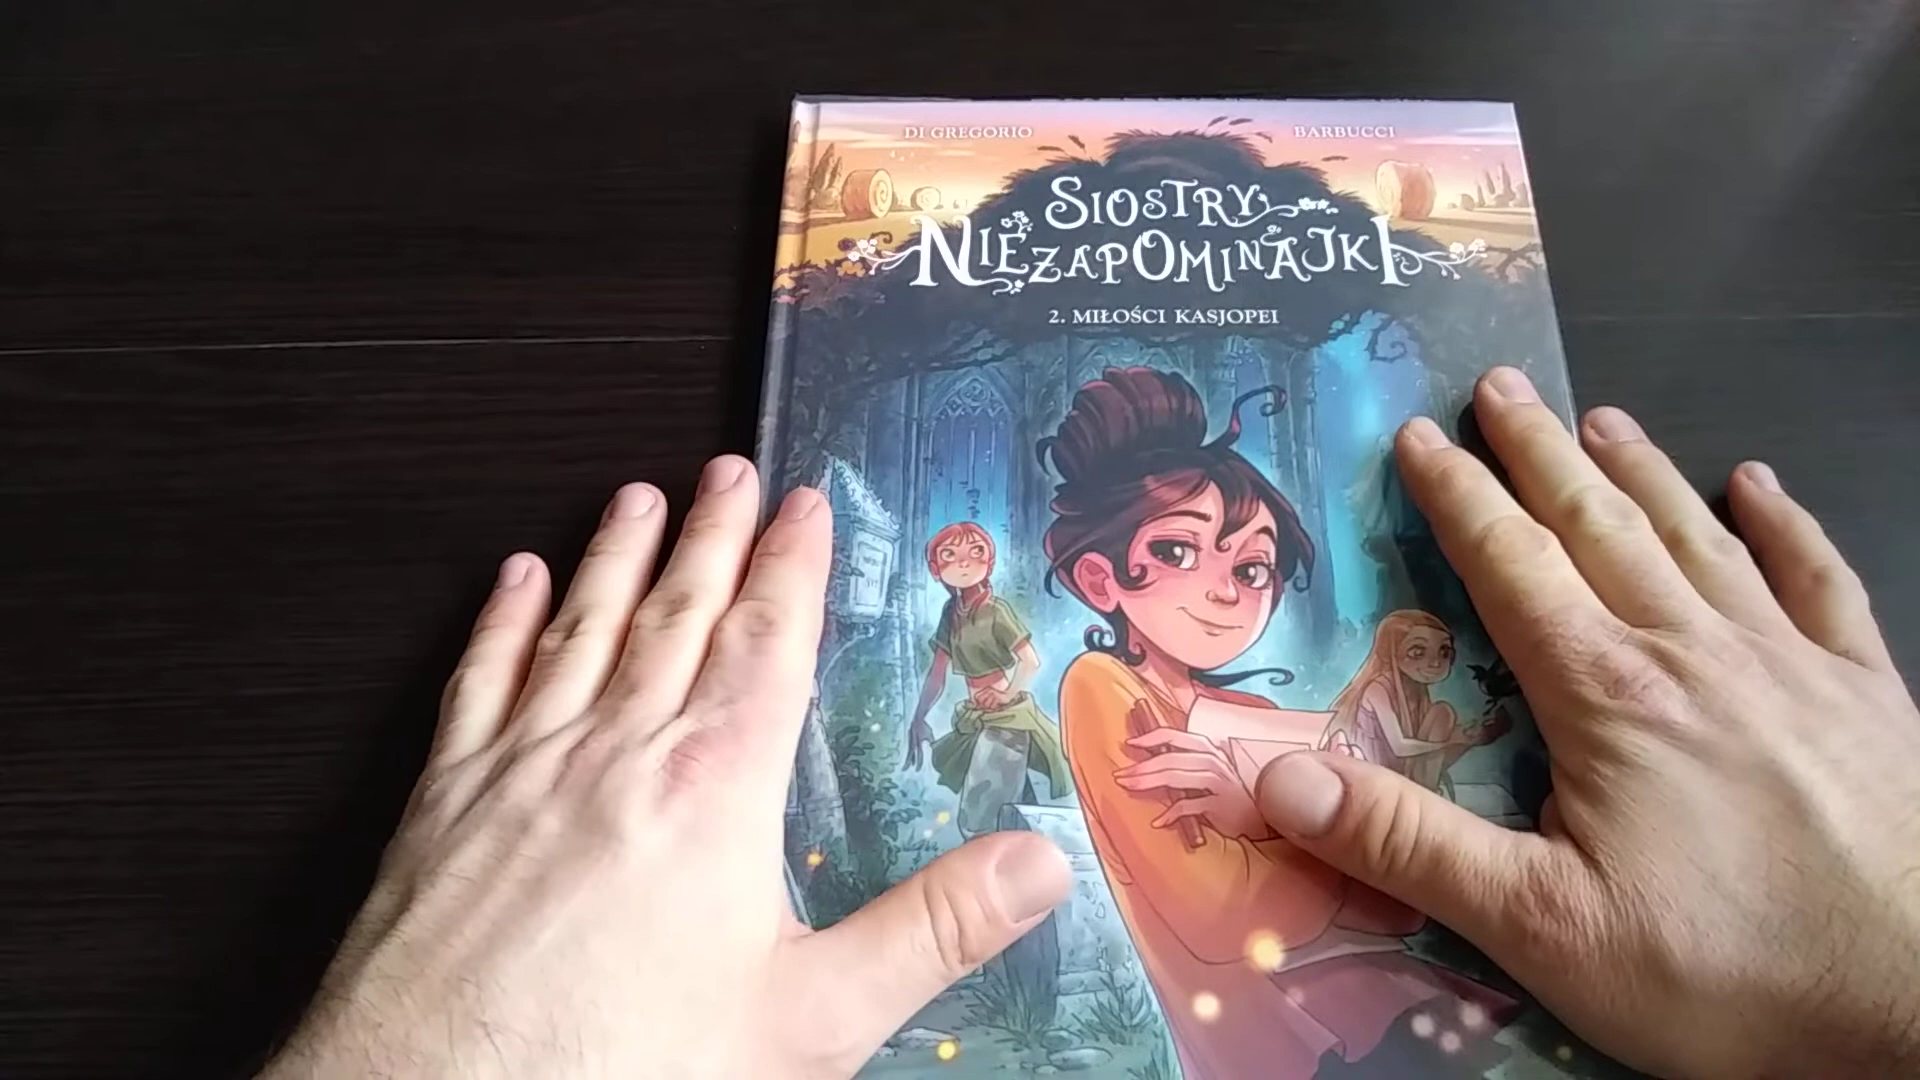 DI GREGORIO
BARBUCCI
SIOSTRY
NIEZAPOMINAJKI
2. MIŁOŚCI KASJOPEI